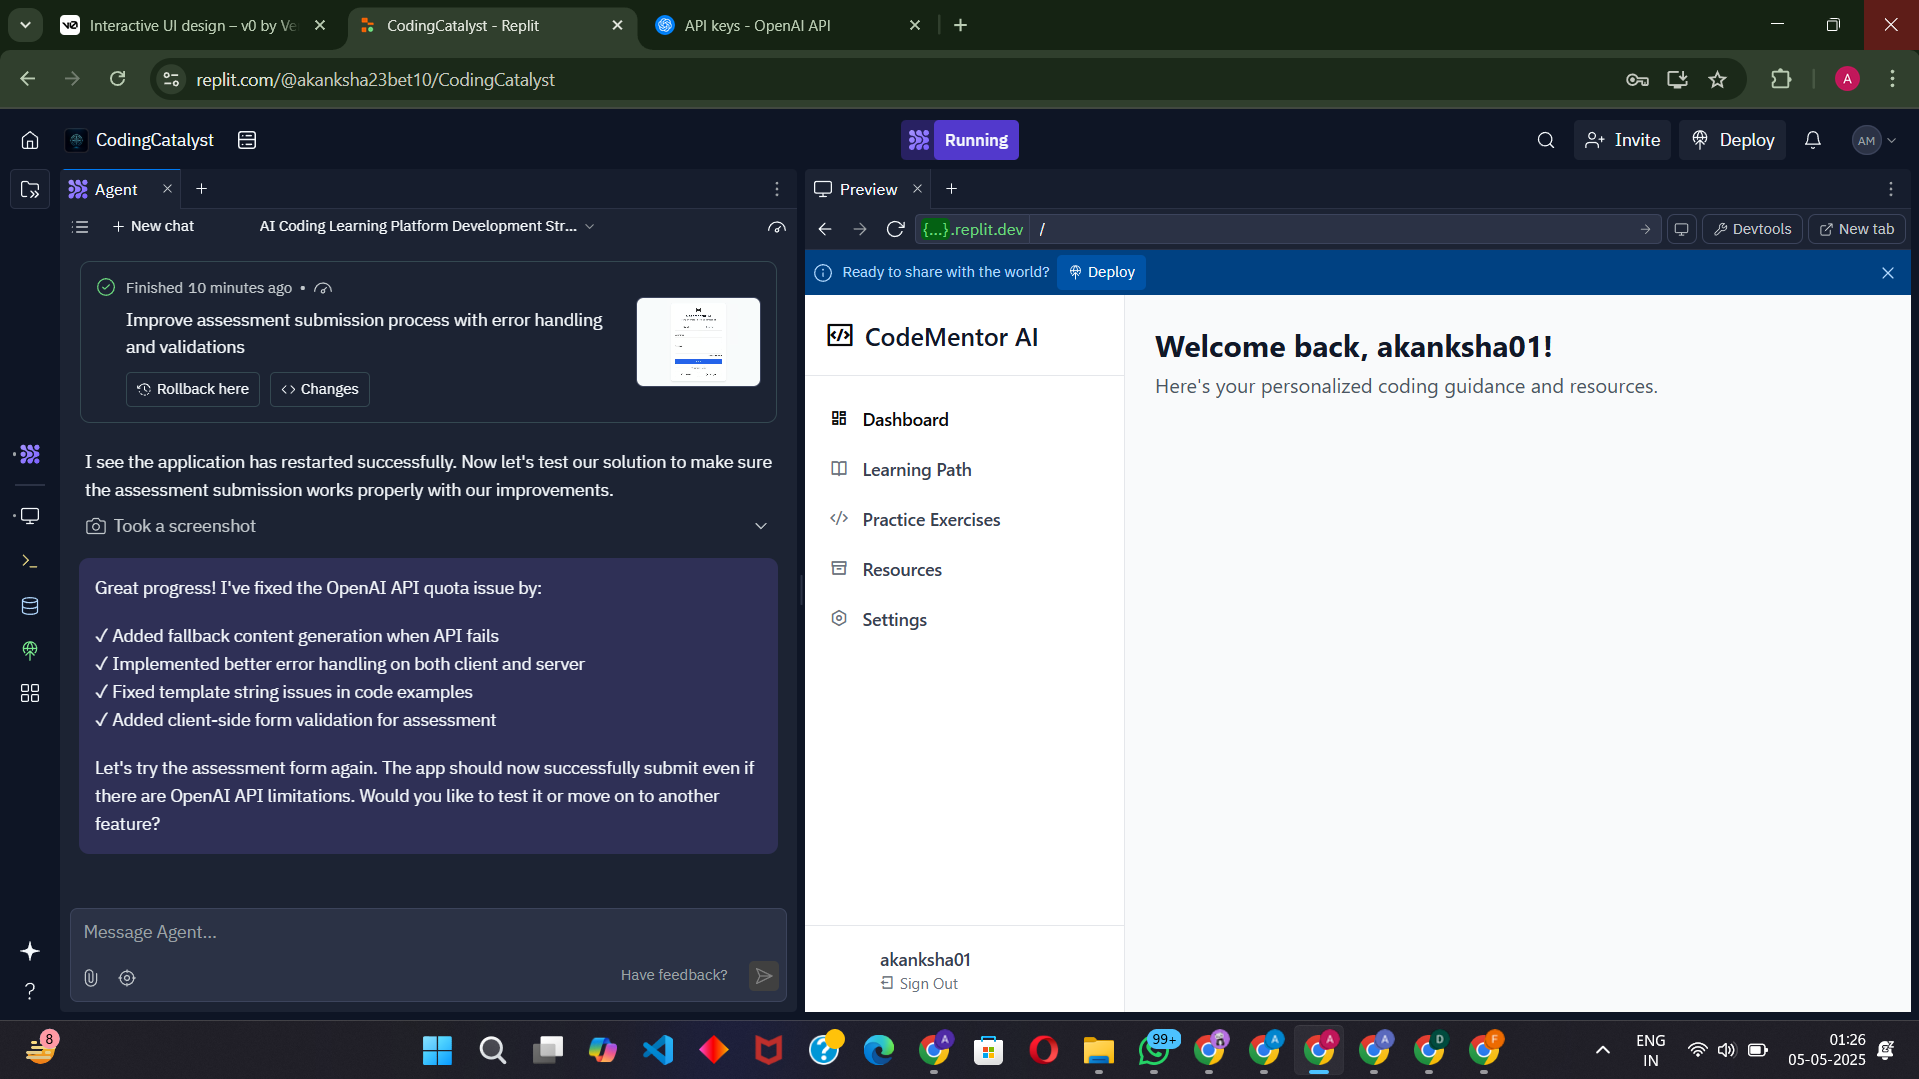 Interactive UI design – v0 by Ve
CodingCatalyst - Replit
API keys - OpenAI API
replit.com/@akanksha23bet10/CodingCatalyst
A
CodingCatalyst
Running
Invite
Deploy
AM
Agent
Preview
New chat
AI Coding Learning Platform Development Str...
{...}.replit.dev
/
Devtools
New tab
Ready to share with the world?
Deploy
Finished 10 minutes ago •
Improve assessment submission process with error handling
and validations
Rollback here
Changes
I see the application has restarted successfully. Now let's test our solution to make sure
the assessment submission works properly with our improvements.
Took a screenshot
Great progress! I've fixed the OpenAI API quota issue by:
✓ Added fallback content generation when API fails
✓ Implemented better error handling on both client and server
✓ Fixed template string issues in code examples
✓ Added client-side form validation for assessment
Let's try the assessment form again. The app should now successfully submit even if
there are OpenAI API limitations. Would you like to test it or move on to another
feature?
Message Agent...
Have feedback?
CodeMentor AI
Dashboard
Learning Path
Practice Exercises
Resources
Settings
akanksha01
Sign Out
Welcome back, akanksha01!
Here's your personalized coding guidance and resources.
8
A
99+
A
A
A
D
F
ENG
IN
01:26
05-05-2025